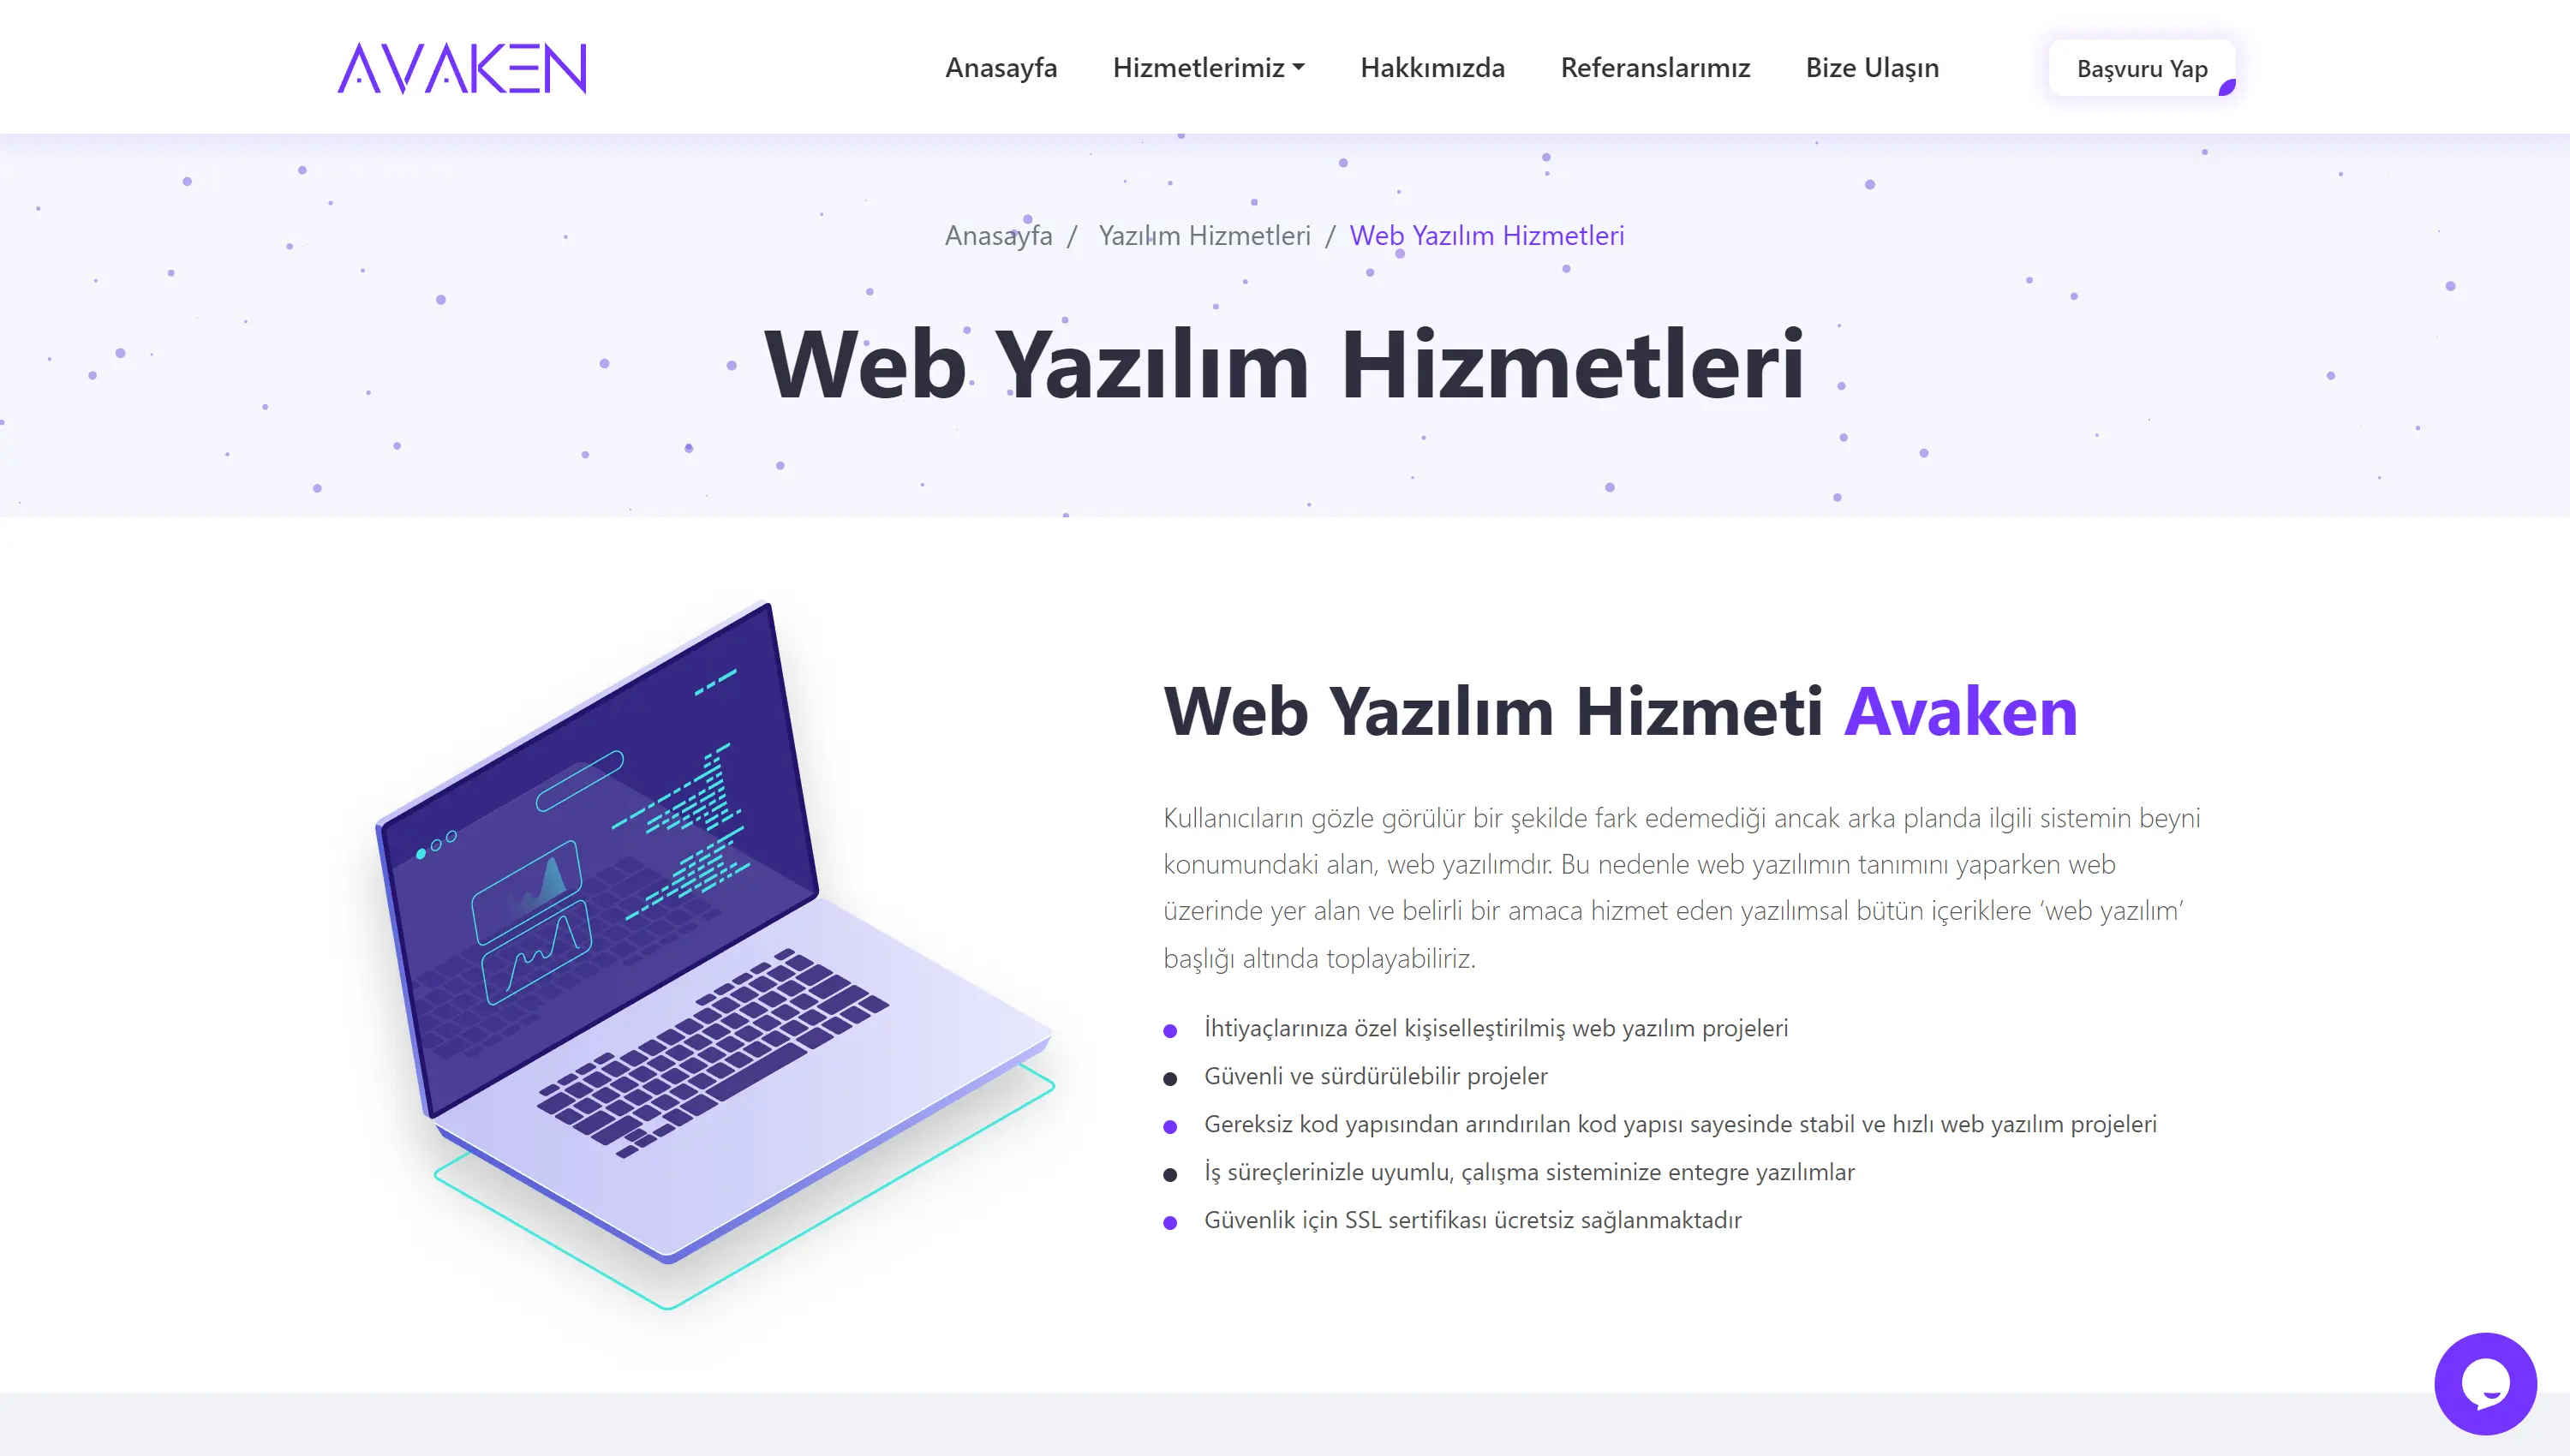 AVAKEN
Anasayfa
Hizmetlerimiz
Hakkımızda
Referanslarımız
Bize Ulaşın
Başvuru Yap
Anasayfa / Yazılım Hizmetleri / Web Yazılım Hizmetleri
Web Yazılım Hizmetleri
Web Yazılım Hizmeti Avaken
Kullanıcıların gözle görülür bir şekilde fark edemediği ancak arka planda ilgili sistemin beyni
konumundaki alan, web yazılımdır. Bu nedenle web yazılımın tanımını yaparken web
üzerinde yer alan ve belirli bir amaca hizmet eden yazılımsal bütün içeriklere ‘web yazılım’
başlığı altında toplayabiliriz.
İhtiyaçlarınıza özel kişiselleştirilmiş web yazılım projeleri
Güvenli ve sürdürülebilir projeler
Gereksiz kod yapısından arındırılan kod yapısı sayesinde stabil ve hızlı web yazılım projeleri
İş süreçlerinizle uyumlu, çalışma sisteminize entegre yazılımlar
Güvenlik için SSL sertifikası ücretsiz sağlanmaktadır